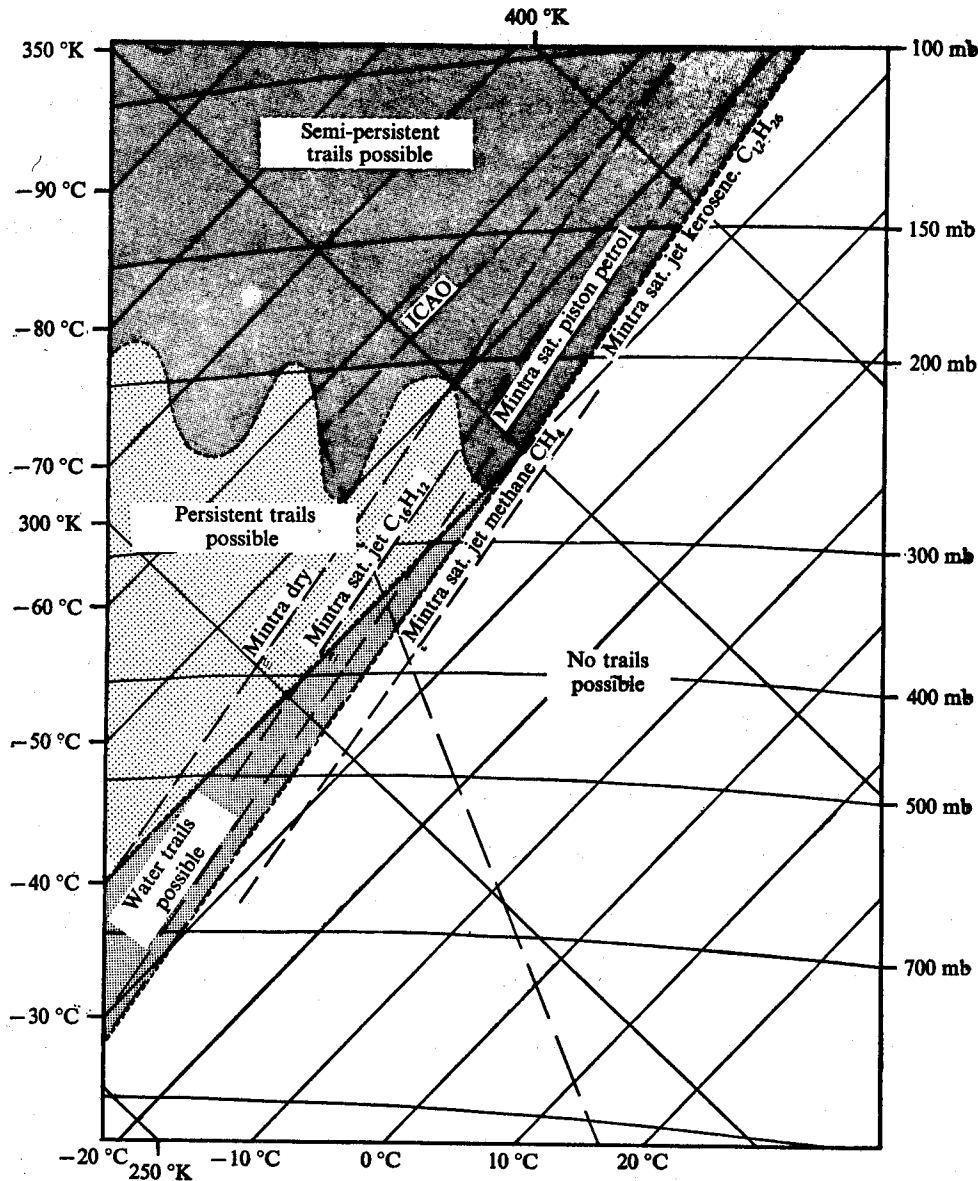 400 °K
350 °K
100 mb
Semi-persistent
trails possible
−90 °C
150 mb
Mintra sat. jet kerosene. C₁₂H₂₆
Mintra sat. piston petrol
ICAO
−80 °C
200 mb
−70 °C
300 °K
Persistent trails
possible
Mintra dry
Mintra sat. jet C₁₆H₁₂
Mintra sat. jet methane CH₄
300 mb
−60 °C
No trails
possible
400 mb
−50 °C
500 mb
Water trails
possible
−40 °C
700 mb
−30 °C
−20 °C
250 °K
−10 °C
0 °C
10 °C
20 °C